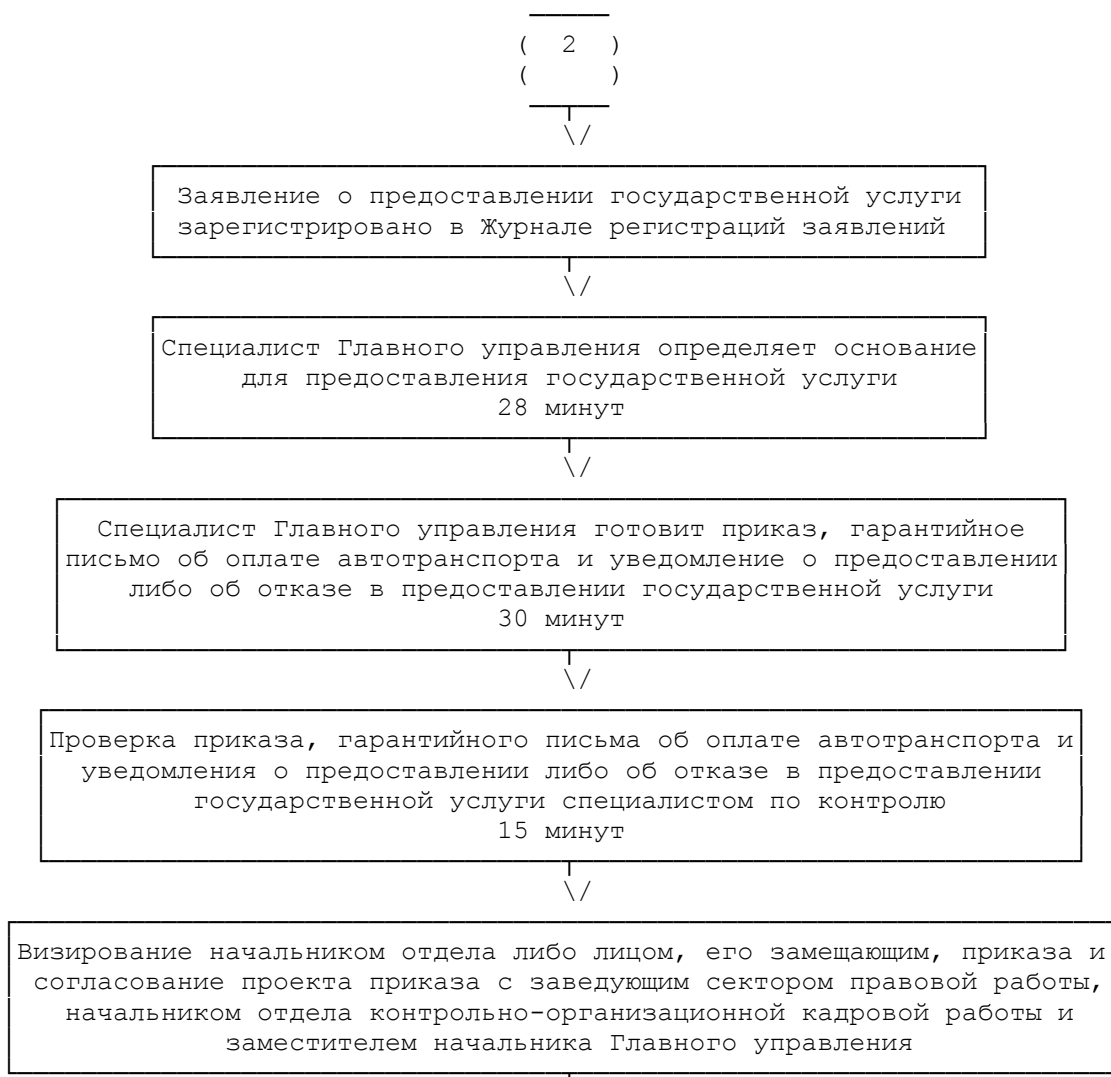 ( 2 )
Заявление о предоставлении государственной услуги
зарегистрировано в Журнале регистраций заявлений
Специалист Главного управления определяет основание
для предоставления государственной услуги
28 минут
Специалист Главного управления готовит приказ, гарантийное
письмо об оплате автотранспорта и уведомление о предоставлении
либо об отказе в предоставлении государственной услуги
30 минут
Проверка приказа, гарантийного письма об оплате автотранспорта и
уведомления о предоставлении либо об отказе в предоставлении
государственной услуги специалистом по контролю
15 минут
Визирование начальником отдела либо лицом, его замещающим, приказа и
согласование проекта приказа с заведующим сектором правовой работы,
начальником отдела контрольно-организационной кадровой работы и
заместителем начальника Главного управления